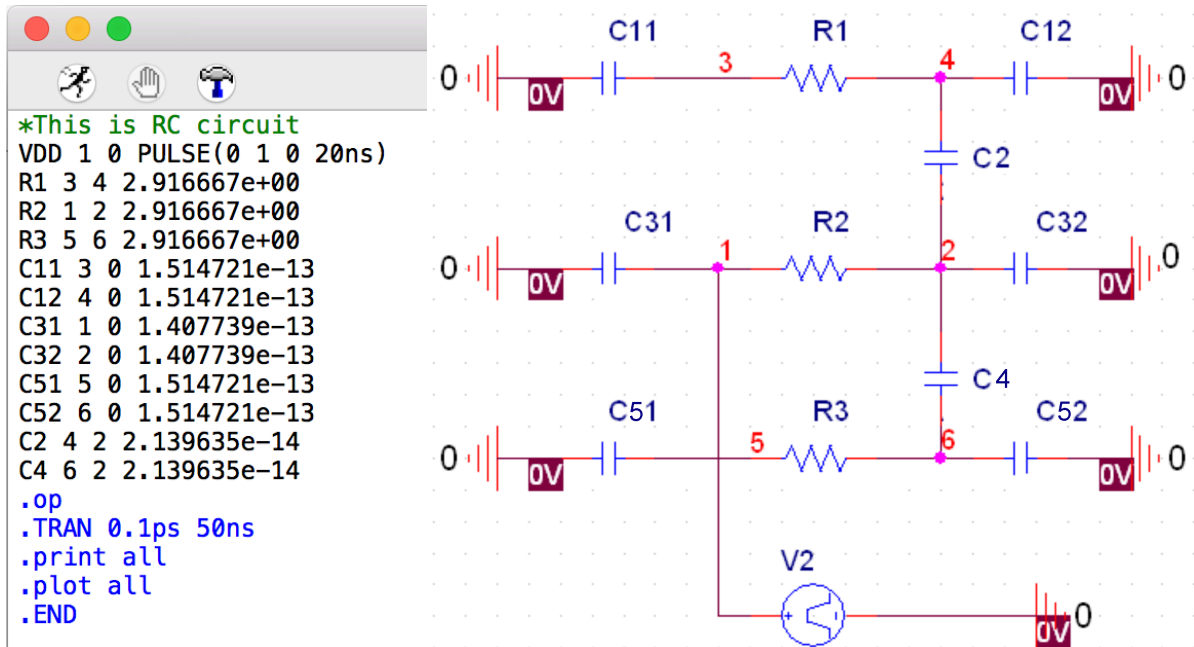 *This is RC circuit
VDD 1 0 PULSE(0 1 0 20ns)
R1 3 4 2.916667e+00
R2 1 2 2.916667e+00
R3 5 6 2.916667e+00
C11 3 0 1.514721e-13
C12 4 0 1.514721e-13
C31 1 0 1.407739e-13
C32 2 0 1.407739e-13
C51 5 0 1.514721e-13
C52 6 0 1.514721e-13
C2 4 2 2.139635e-14
C4 6 2 2.139635e-14
.op
.TRAN 0.1ps 50ns
.print all
.plot all
.END
C11 R1 C12
0 0V 3 4 0V 0
C2
C31 R2 C32
0 0V 1 2 0V 0
C4
C51 R3 C52
0 0V 5 6 0V 0
V2
+ -
0V 0